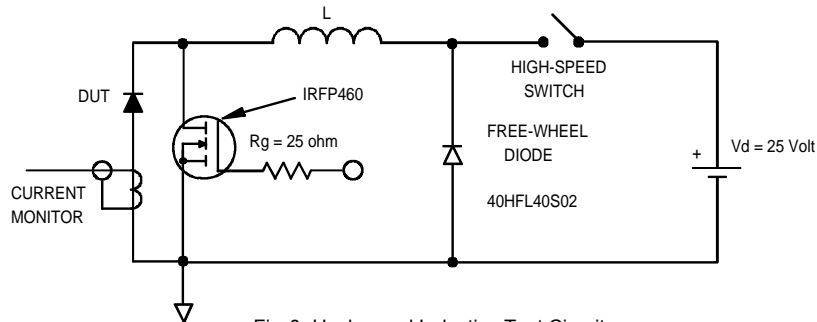 L
HIGH-SPEED
SWITCH
DUT
IRFP460
Rg = 25 ohm
FREE-WHEEL
DIODE
40HFL40S02
+
Vd = 25 Volt
CURRENT
MONITOR